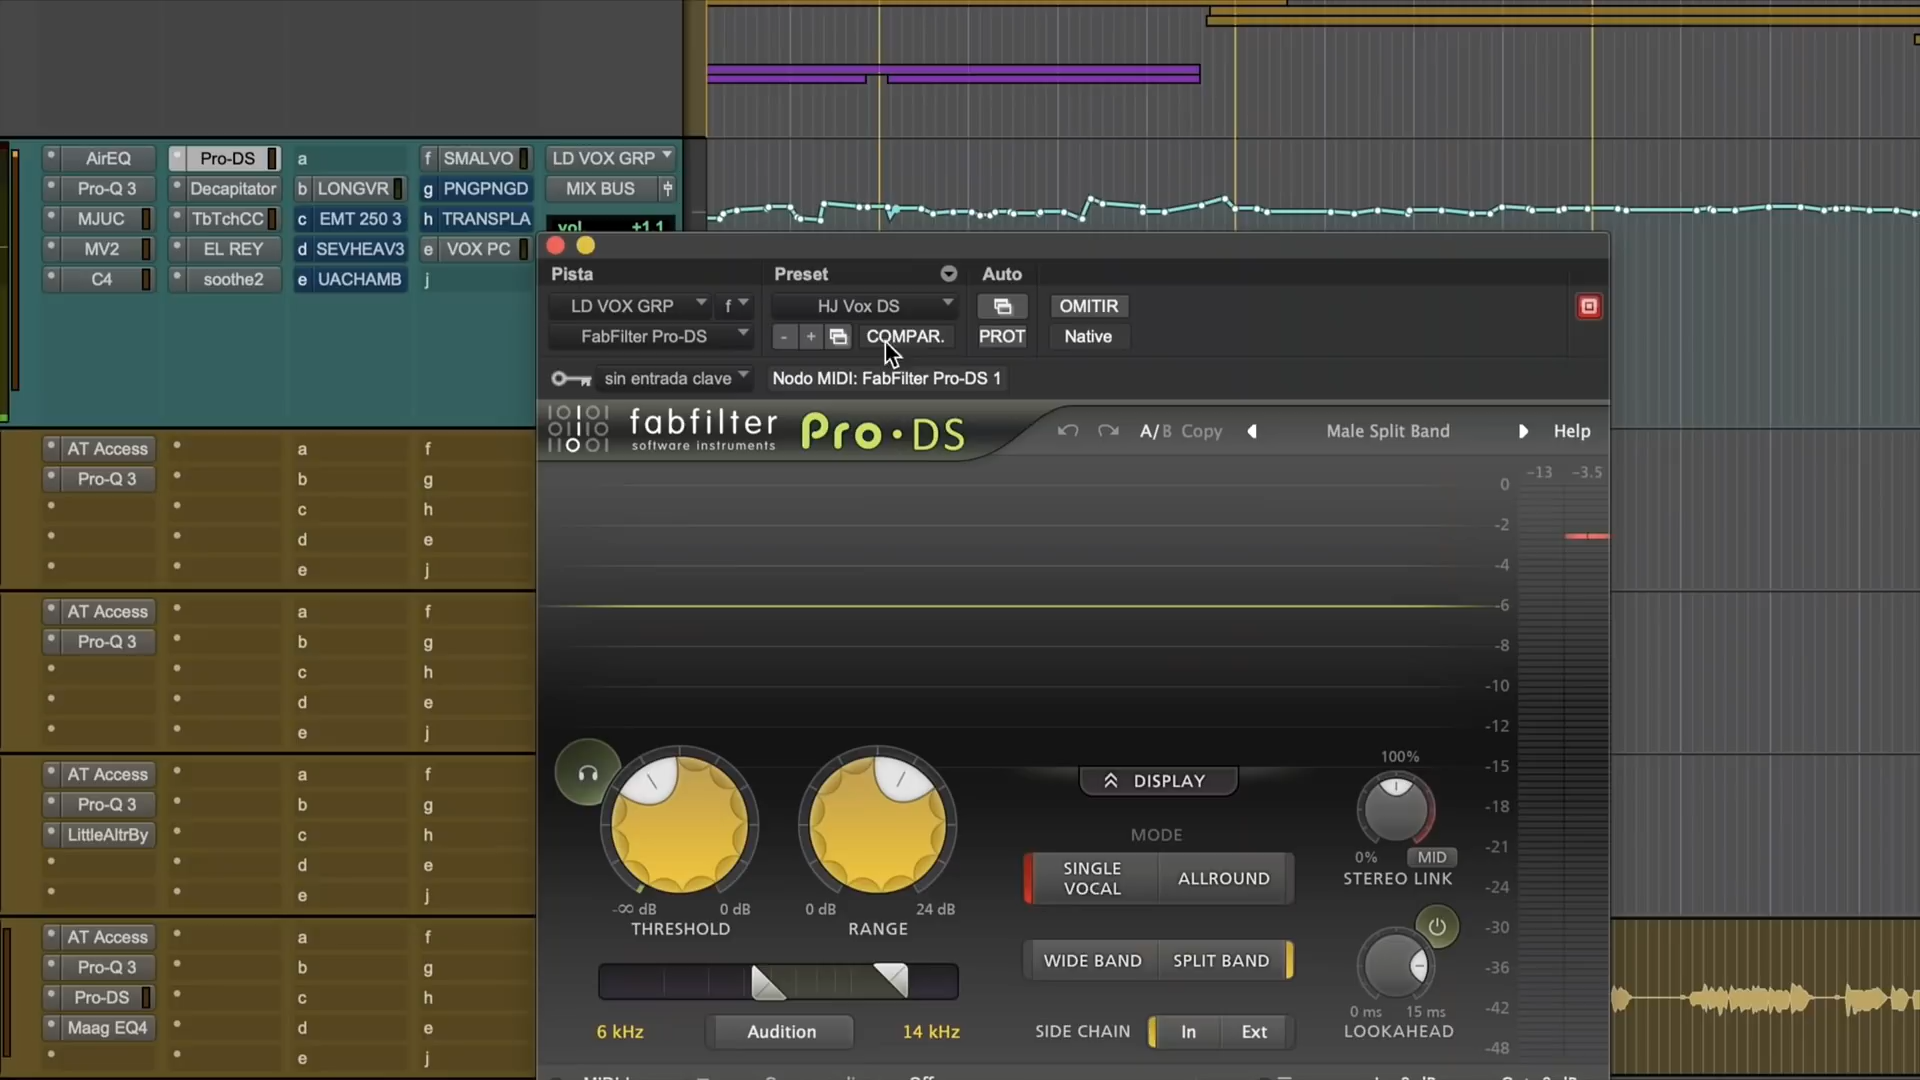 AirEQ Pro-DS a f SMALVO LD VOX GRP
Pro-Q 3 Decapitator b LONGVR g PNGPNGD MIX BUS
MJUC TbTchCC c EMT 250 3 h TRANSPLA vol +1.1
MV2 EL REY d SEVHEAV3 e VOX PC
C4 soothe2 e UACHAMB j
Pista Preset Auto
LD VOX GRP f HJ Vox DS OMITIR
FabFilter Pro-DS - + COMPAR. PROT Native
sin entrada clave Nodo MIDI: FabFilter Pro-DS 1
fabfilter
software instruments
Pro·DS
A/B Copy Male Split Band Help
-13 -3.5
0
-2
-4
-6
-8
-10
-12
-15
-18
-21
-24
-30
-36
-42
-48
DISPLAY
MODE
SINGLE VOCAL ALLROUND
WIDE BAND SPLIT BAND
SIDE CHAIN In Ext
100%
0% MID
STEREO LINK
0 ms 15 ms
LOOKAHEAD
-∞ dB 0 dB
THRESHOLD
0 dB 24 dB
RANGE
6 kHz Audition 14 kHz
AT Access a f
Pro-Q 3 b g
c h
d e
e j
AT Access a f
Pro-Q 3 b g
c h
d e
e j
AT Access a f
Pro-Q 3 b g
LittleAltrBy c h
d e
e j
AT Access a f
Pro-Q 3 b g
Pro-DS c h
Maag EQ4 d e
e j